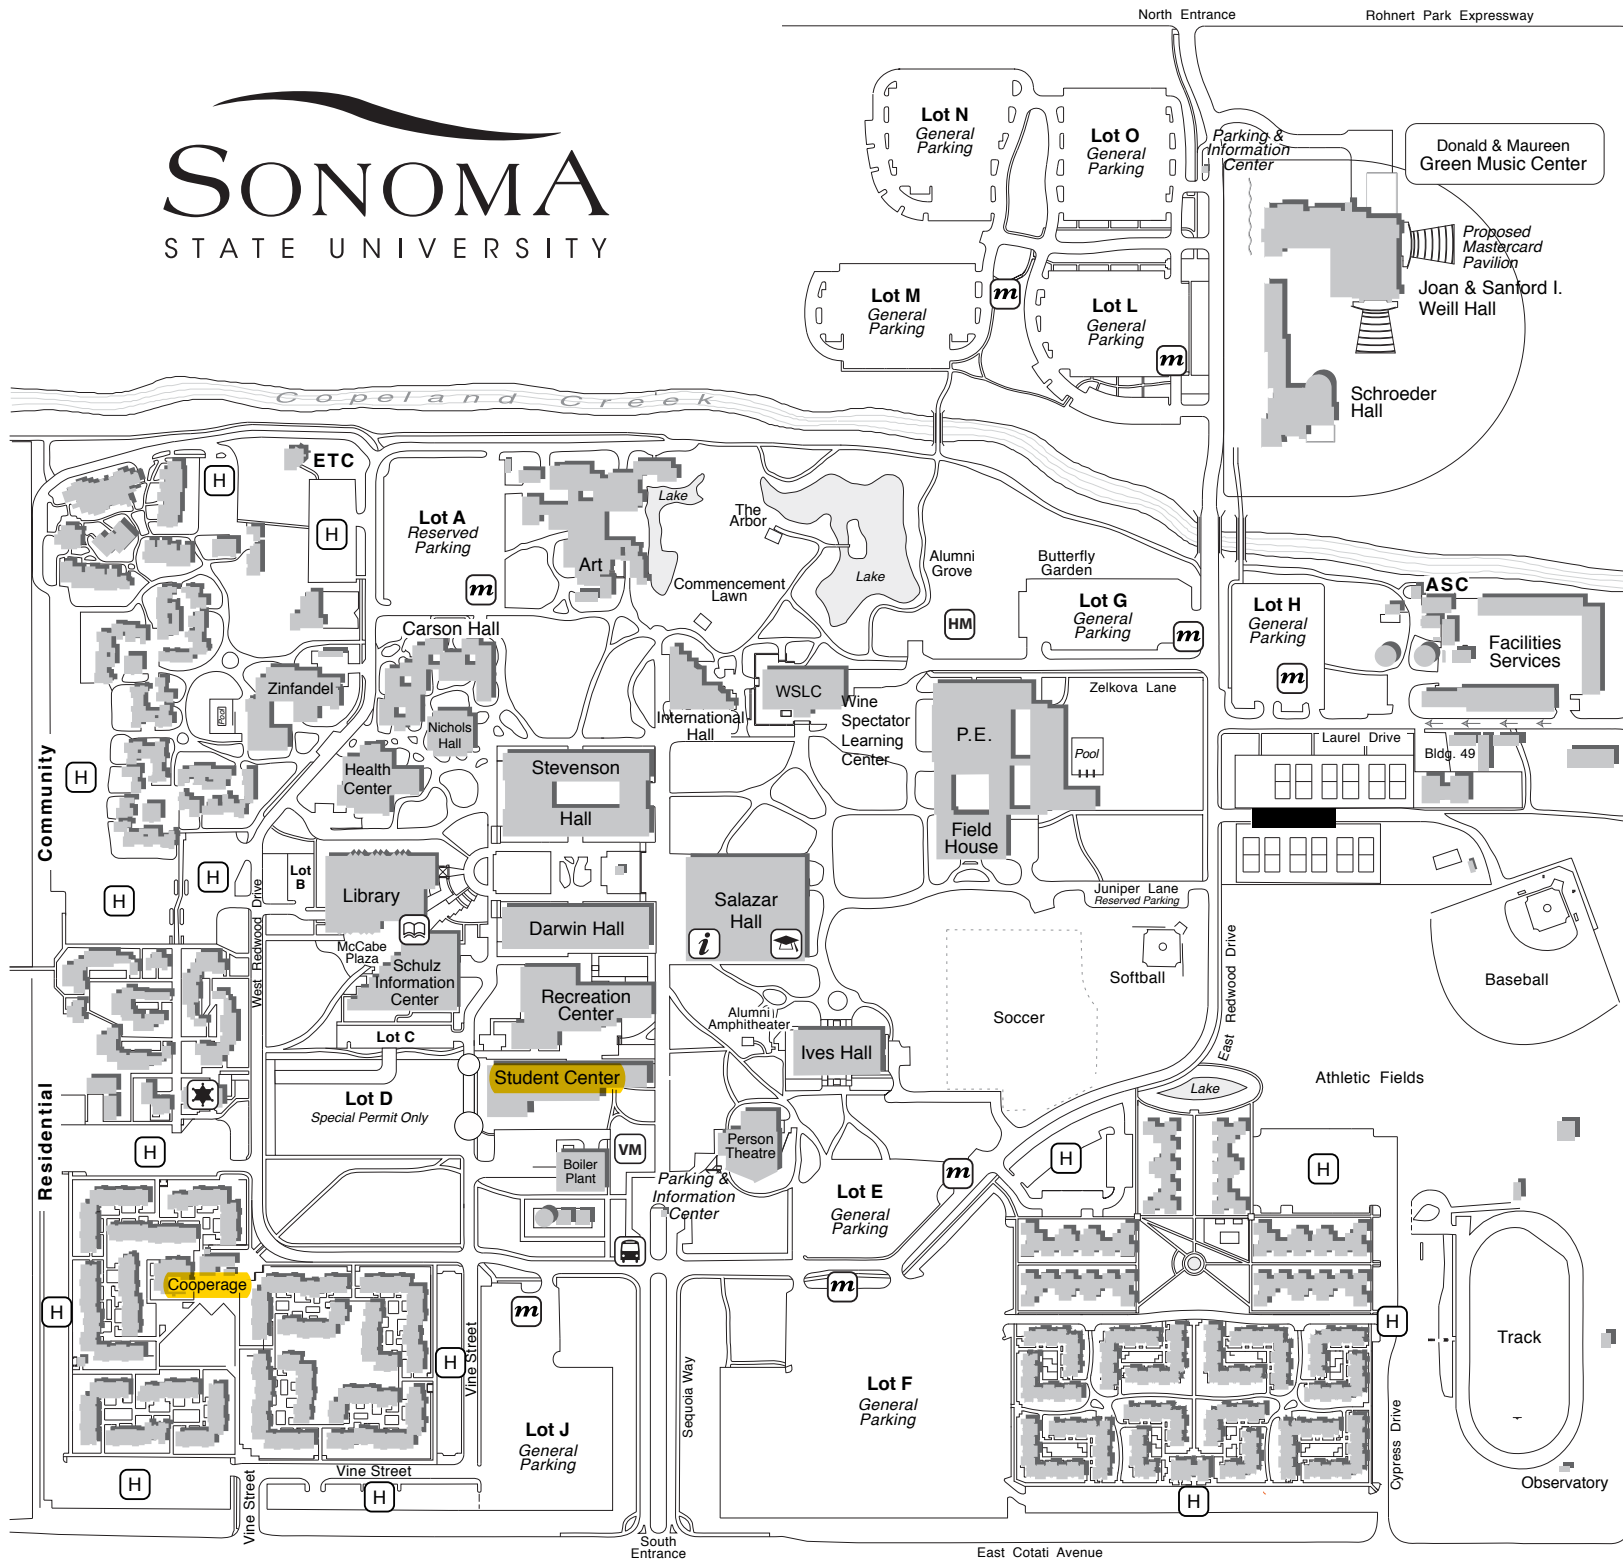 North Entrance
Rohnert Park Expressway
SONOMA
STATE UNIVERSITY
Lot N
General
Parking
Lot O
General
Parking
Parking &
Information
Center
Donald & Maureen
Green Music Center
Proposed
Mastercard
Pavilion
Joan & Sanford I.
Weill Hall
Lot M
General
Parking
m
Lot L
General
Parking
m
Schroeder
Hall
Copeland Creek
H
ETC
H
Lot A
Reserved
Parking
m
Lake
Art
The
Arbor
Commencement
Lawn
Lake
Alumni
Grove
Butterfly
Garden
HM
Lot G
General
Parking
m
Lot H
General
Parking
m
ASC
Facilities
Services
Carson Hall
Zinfandel
Pool
Nichols
Hall
International
Hall
WSLC
Wine
Spectator
Learning
Center
P.E.
Pool
Zelkova Lane
Laurel Drive
Bldg. 49
Community
H
Health
Center
Stevenson
Hall
Field
House
H
H
Lot
B
Library
West Redwood Drive
Darwin Hall
Salazar
Hall
i
Juniper Lane
Reserved Parking
McCabe
Plaza
Schulz
Information
Center
Recreation
Center
Alumni
Amphitheater
Ives Hall
Soccer
Softball
East Redwood Drive
Baseball
Lot C
Student Center
Lot D
Special Permit Only
Lake
Athletic Fields
Residential
H
Boiler
Plant
VM
Person
Theatre
Parking &
Information
Center
Lot E
General
Parking
m
H
H
Cooperage
H
m
m
H
Track
H
Vine Street
Sequoia Way
Lot J
General
Parking
Lot F
General
Parking
Cypress Drive
Observatory
H
Vine Street
H
H
Vine Street
South
Entrance
East Cotati Avenue